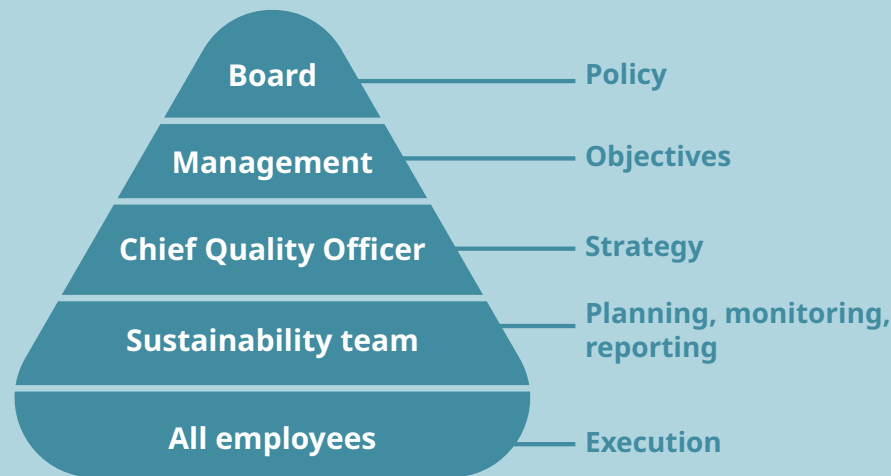 Board
Policy
Management
Objectives
Chief Quality Officer
Strategy
Sustainability team
Planning, monitoring,
reporting
All employees
Execution